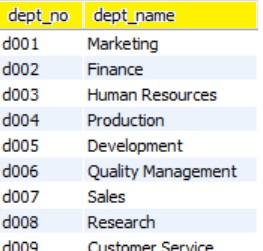 dept_no dept_name
d001 Marketing
d002 Finance
d003 Human Resources
d004 Production
d005 Development
d006 Quality Management
d007 Sales
d008 Research
d009 Customer Service